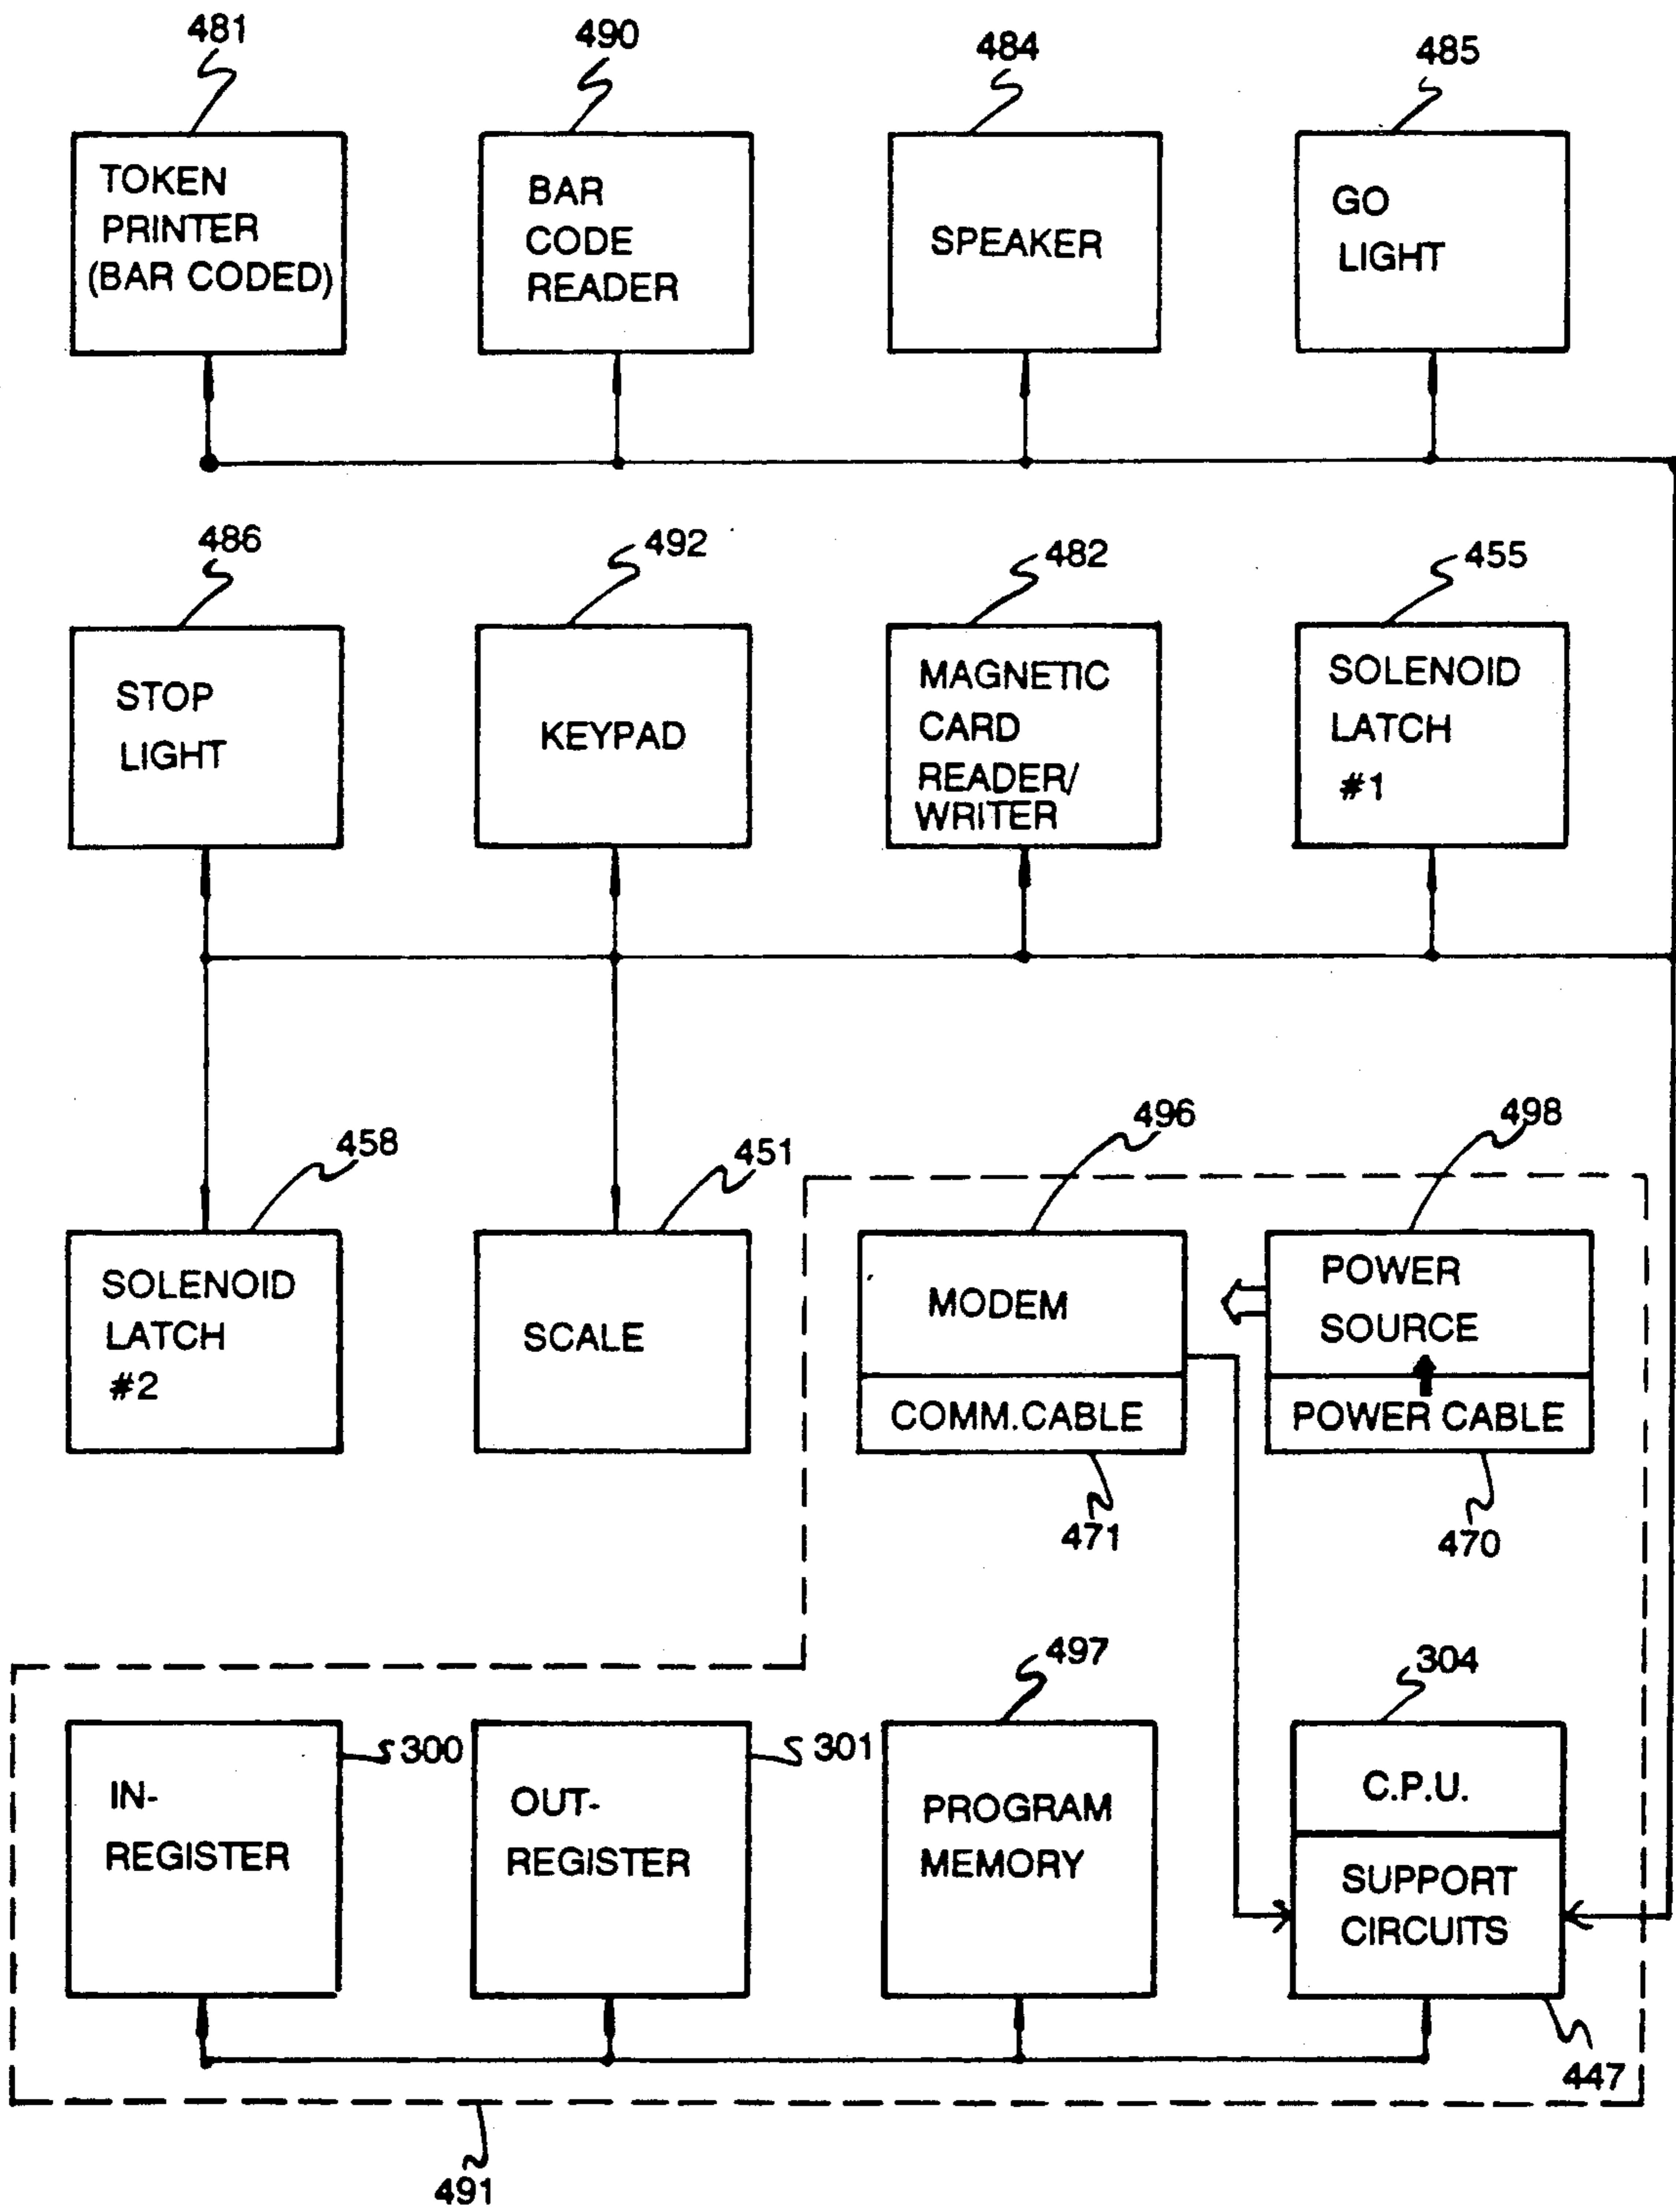 481
490
484
485
TOKEN
PRINTER
(BAR CODED)
BAR
CODE
READER
SPEAKER
GO
LIGHT
486
492
482
455
STOP
LIGHT
KEYPAD
MAGNETIC
CARD
READER/
WRITER
SOLENOID
LATCH
#1
458
451
496
498
SOLENOID
LATCH
#2
SCALE
MODEM
COMM.CABLE
POWER
SOURCE
POWER CABLE
471
470
497
304
IN-
REGISTER
300
OUT-
REGISTER
301
PROGRAM
MEMORY
C.P.U.
SUPPORT
CIRCUITS
447
491